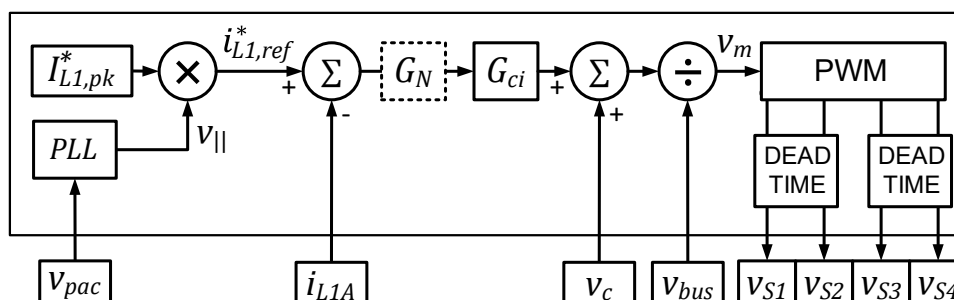 I*L1,pk
×
i*L1,ref
+
Σ
-
GN
Gci
+
Σ
+
÷
vm
PWM
PLL
v||
DEAD TIME
DEAD TIME
vpac
iL1A
vc
vbus
vS1
vS2
vS3
vS4